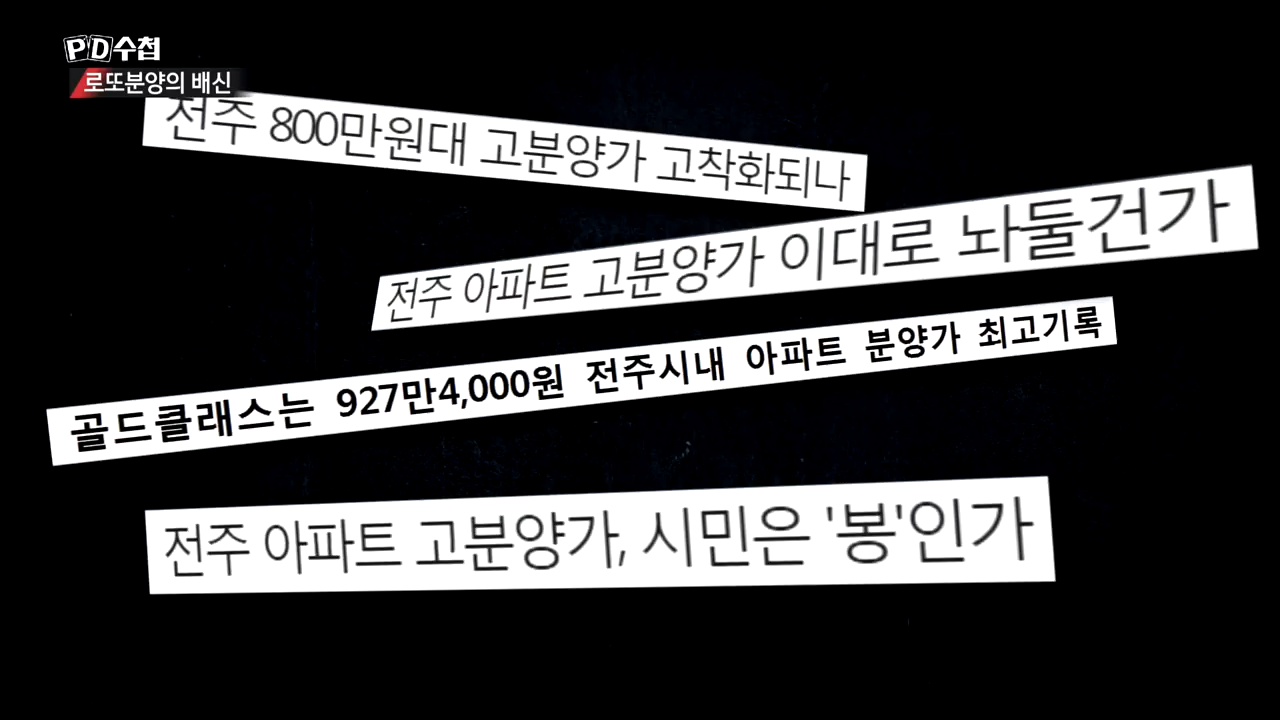 PD수첩
로또분양의 배신
전주 800만원대 고분양가 고착화되나
전주 아파트 고분양가 이대로 놔둘건가
골드클래스는 927만4,000원 전주시내 아파트 분양가 최고기록
전주 아파트 고분양가, 시민은 '봉'인가